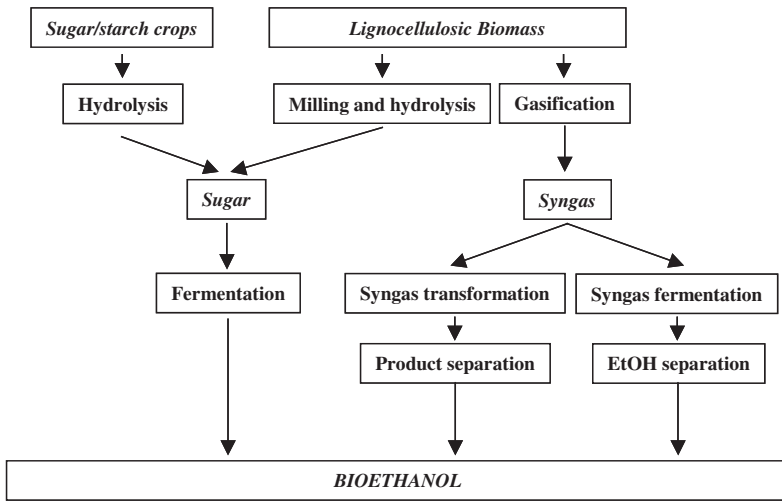 Sugar/starch crops
Lignocellulosic Biomass
Hydrolysis
Milling and hydrolysis
Gasification
Sugar
Syngas
Fermentation
Syngas transformation
Syngas fermentation
Product separation
EtOH separation
BIOETHANOL